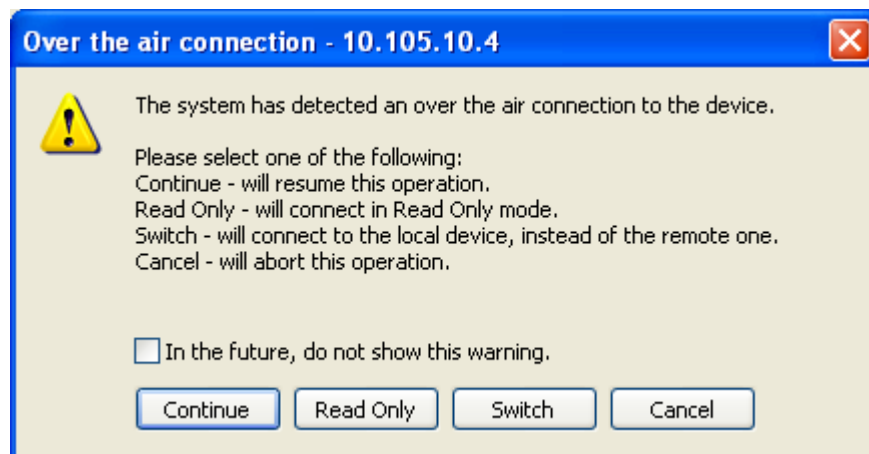 Over the air connection - 10.105.10.4
The system has detected an over the air connection to the device.
Please select one of the following:
Continue - will resume this operation.
Read Only - will connect in Read Only mode.
Switch - will connect to the local device, instead of the remote one.
Cancel - will abort this operation.
In the future, do not show this warning.
Continue Read Only Switch Cancel